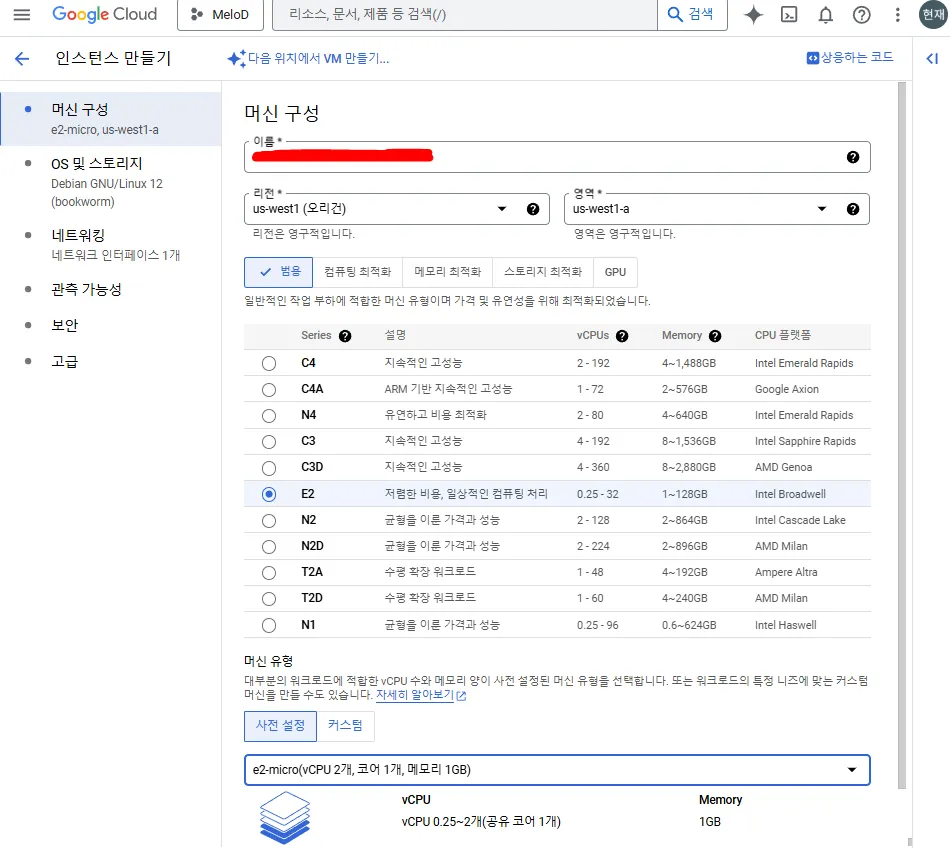 Google Cloud
MeloD
리소스, 문서, 제품 등 검색(/)
검색
현재
인스턴스 만들기
다음 위치에서 VM 만들기...
상응하는 코드
머신 구성
e2-micro, us-west1-a
OS 및 스토리지
Debian GNU/Linux 12
(bookworm)
네트워킹
네트워크 인터페이스 1개
관측 가능성
보안
고급
머신 구성
이름 *
리전 * 영역 *
us-west1 (오리건) us-west1-a
리전은 영구적입니다. 영역은 영구적입니다.
범용 컴퓨팅 최적화 메모리 최적화 스토리지 최적화 GPU
일반적인 작업 부하에 적합한 머신 유형이며 가격 및 유연성을 위해 최적화되었습니다.
Series 설명 vCPUs Memory CPU 플랫폼
C4 지속적인 고성능 2 - 192 4~1,488GB Intel Emerald Rapids
C4A ARM 기반 지속적인 고성능 1 - 72 2~576GB Google Axion
N4 유연하고 비용 최적화 2 - 80 4~640GB Intel Emerald Rapids
C3 지속적인 고성능 4 - 192 8~1,536GB Intel Sapphire Rapids
C3D 지속적인 고성능 4 - 360 8~2,880GB AMD Genoa
E2 저렴한 비용, 일상적인 컴퓨팅 처리 0.25 - 32 1~128GB Intel Broadwell
N2 균형을 이룬 가격과 성능 2 - 128 2~864GB Intel Cascade Lake
N2D 균형을 이룬 가격과 성능 2 - 224 2~896GB AMD Milan
T2A 수평 확장 워크로드 1 - 48 4~192GB Ampere Altra
T2D 수평 확장 워크로드 1 - 60 4~240GB AMD Milan
N1 균형을 이룬 가격과 성능 0.25 - 96 0.6~624GB Intel Haswell
머신 유형
대부분의 워크로드에 적합한 vCPU 수와 메모리 양이 사전 설정된 머신 유형을 선택합니다. 또는 워크로드의 특정 니즈에 맞는 커스텀
머신을 만들 수도 있습니다. 자세히 알아보기
사전 설정 커스텀
e2-micro(vCPU 2개, 코어 1개, 메모리 1GB)
vCPU Memory
vCPU 0.25~2개(공유 코어 1개) 1GB